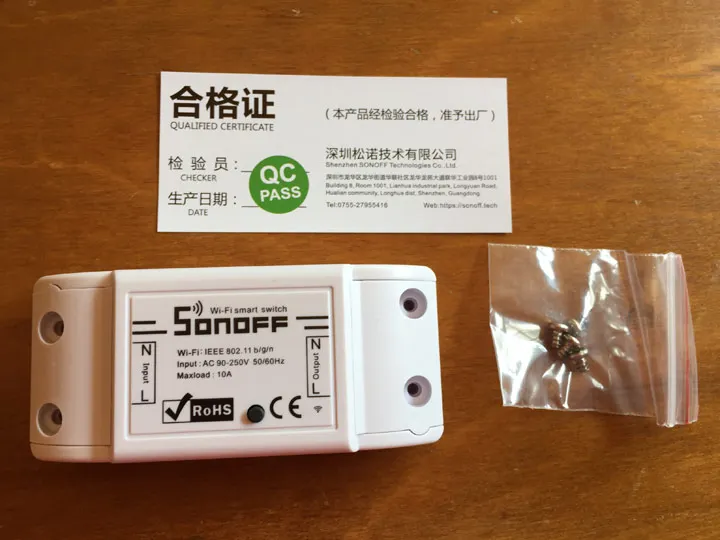 合格证
QUALIFIED CERTIFICATE
(本产品经检验合格，准予出厂)
检验员:
CHECKER
生产日期:
DATE
QC
PASS
深圳松诺技术有限公司
Shenzhen SONOFF Technologies Co.,Ltd.
Building 8, Room 1001, Lianhua industrial park, Longyuan Road,
Hualian community, Longhua dist, Shenzhen, Guangdong.
Tel:0755-27955416
Web:https://sonoff.tech
Wi-Fi smart switch
SONOFF
Wi-Fi: IEEE 802.11 b/g/n
Input: AC 90-250V 50/60Hz
Maxload: 10A
N
Input
L
N
Output
L
RoHS
CE